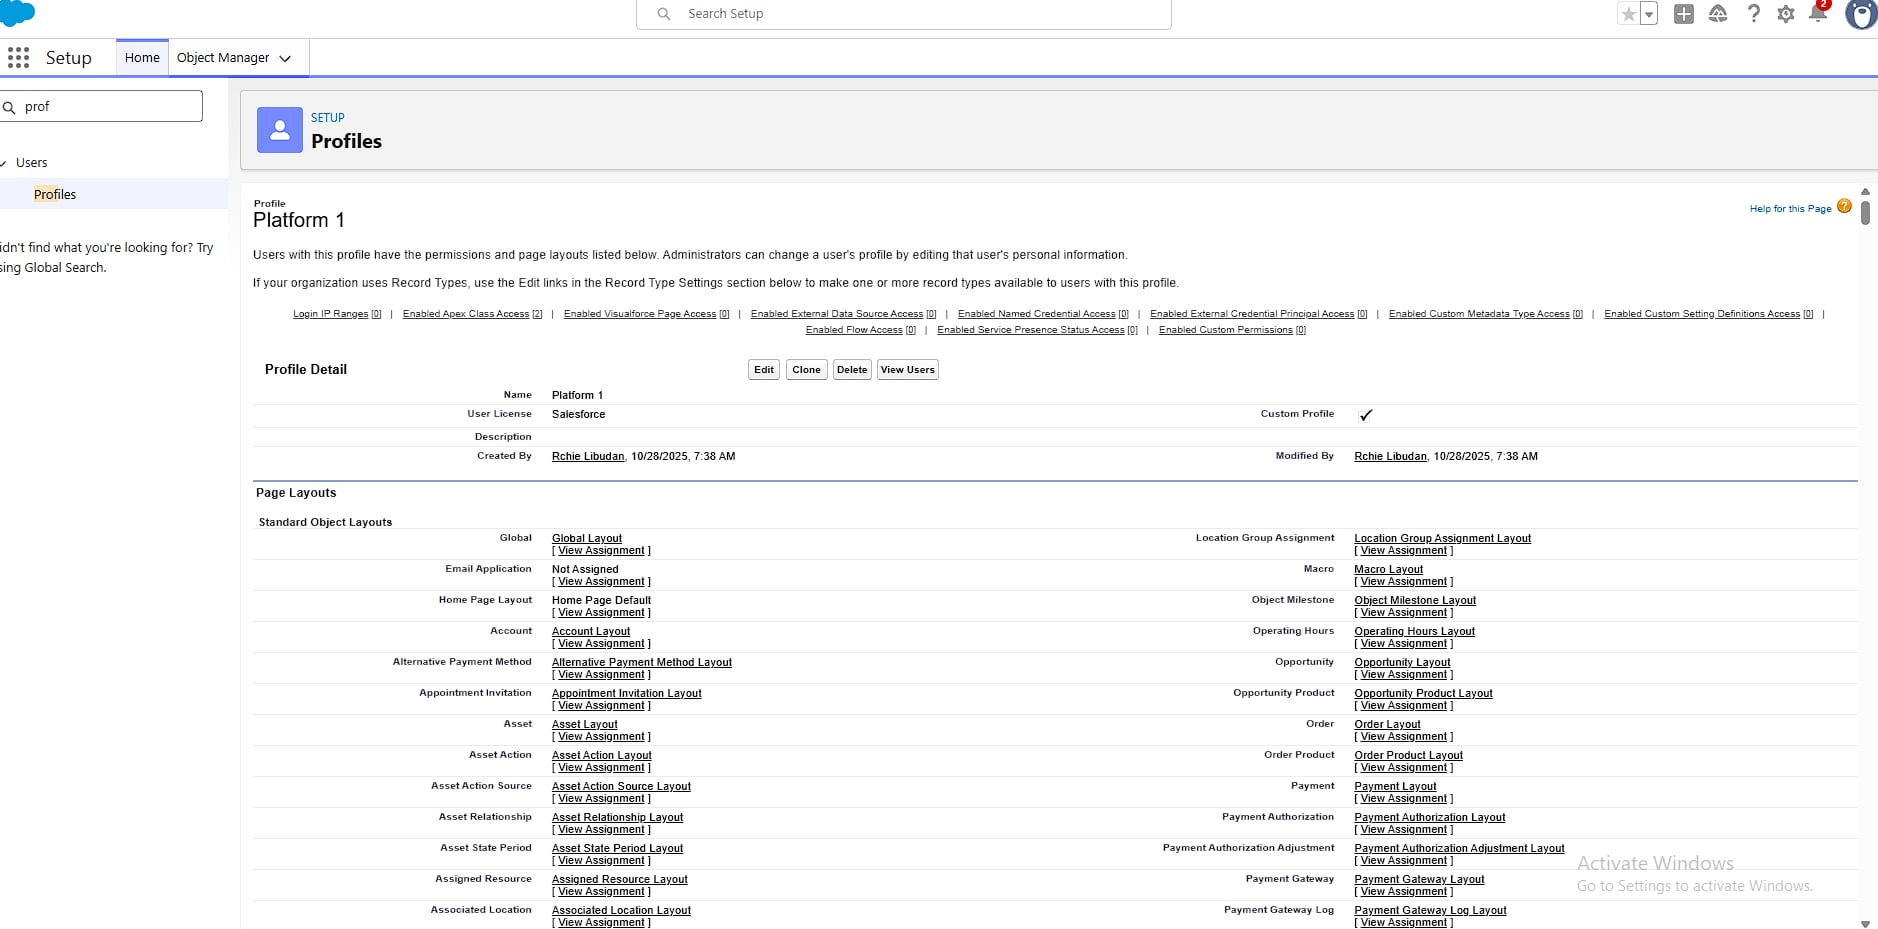 Search Setup
2
Setup
Home
Object Manager
prof
SETUP
Profiles
Users
Profiles
idn't find what you're looking for? Try
sing Global Search.
Profile
Platform 1
Help for this Page
Users with this profile have the permissions and page layouts listed below. Administrators can change a user's profile by editing that user's personal information.
If your organization uses Record Types, use the Edit links in the Record Type Settings section below to make one or more record types available to users with this profile.
Login IP Ranges [0] | Enabled Apex Class Access [2] | Enabled Visualforce Page Access [0] | Enabled External Data Source Access [0] | Enabled Named Credential Access [0] | Enabled External Credential Principal Access [0] | Enabled Custom Metadata Type Access [0] | Enabled Custom Setting Definitions Access [0] |
Enabled Flow Access [0] | Enabled Service Presence Status Access [0] | Enabled Custom Permissions [0]
Profile Detail Edit Clone Delete View Users
Name Platform 1
User License Salesforce Custom Profile ✓
Description
Created By Rchie Libudan, 10/28/2025, 7:38 AM Modified By Rchie Libudan, 10/28/2025, 7:38 AM
Page Layouts
Standard Object Layouts
Global Global Layout Location Group Assignment Location Group Assignment Layout
[ View Assignment ] [ View Assignment ]
Email Application Not Assigned Macro Macro Layout
[ View Assignment ] [ View Assignment ]
Home Page Layout Home Page Default Object Milestone Object Milestone Layout
[ View Assignment ] [ View Assignment ]
Account Account Layout Operating Hours Operating Hours Layout
[ View Assignment ] [ View Assignment ]
Alternative Payment Method Alternative Payment Method Layout Opportunity Opportunity Layout
[ View Assignment ] [ View Assignment ]
Appointment Invitation Appointment Invitation Layout Opportunity Product Opportunity Product Layout
[ View Assignment ] [ View Assignment ]
Asset Asset Layout Order Order Layout
[ View Assignment ] [ View Assignment ]
Asset Action Asset Action Layout Order Product Order Product Layout
[ View Assignment ] [ View Assignment ]
Asset Action Source Asset Action Source Layout Payment Payment Layout
[ View Assignment ] [ View Assignment ]
Asset Relationship Asset Relationship Layout Payment Authorization Payment Authorization Layout
[ View Assignment ] [ View Assignment ]
Asset State Period Asset State Period Layout Payment Authorization Adjustment Payment Authorization Adjustment Layout
[ View Assignment ] [ View Assignment ]
Assigned Resource Assigned Resource Layout Payment Gateway Payment Gateway Layout
[ View Assignment ] [ View Assignment ]
Associated Location Associated Location Layout Payment Gateway Log Payment Gateway Log Layout
[ View Assignment ] [ View Assignment ]
Activate Windows
Go to Settings to activate Windows.